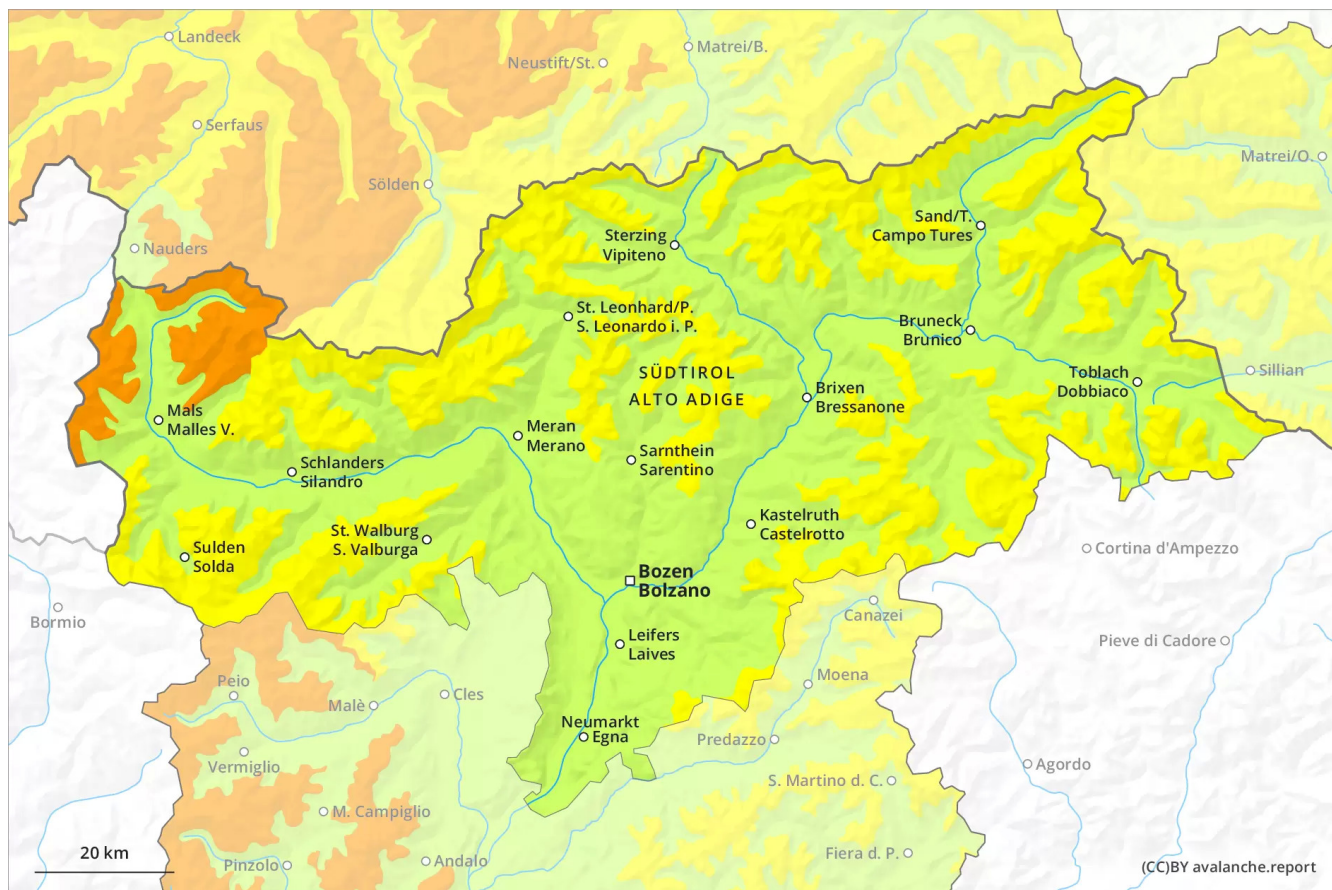 Landeck
Matrei/B.
Neustift/St.
Serfaus
Matrei/O.
Sölden
Nauders
Sand/T.
Campo Tures
Sterzing
Vipiteno
St. Leonhard/P.
S. Leonardo i. P.
Bruneck
Brunico
SÜDTIROL
ALTO ADIGE
Toblach
Dobbiaco
Sillian
Brixen
Bressanone
Mals
Malles V.
Meran
Merano
Sarnthein
Sarentino
Schlanders
Silandro
St. Walburg
S. Valburga
Kastelruth
Castelrotto
Sulden
Solda
Cortina d'Ampezzo
Bozen
Bolzano
Bormio
Canazei
Leifers
Laives
Pieve di Cadore
Moena
Peio
Malè
Cles
Neumarkt
Egna
Predazzo
Vermiglio
Agordo
S. Martino d. C.
M. Campiglio
20 km
Pinzolo
Andalo
Fiera d. P.
(CC)BY avalanche.report